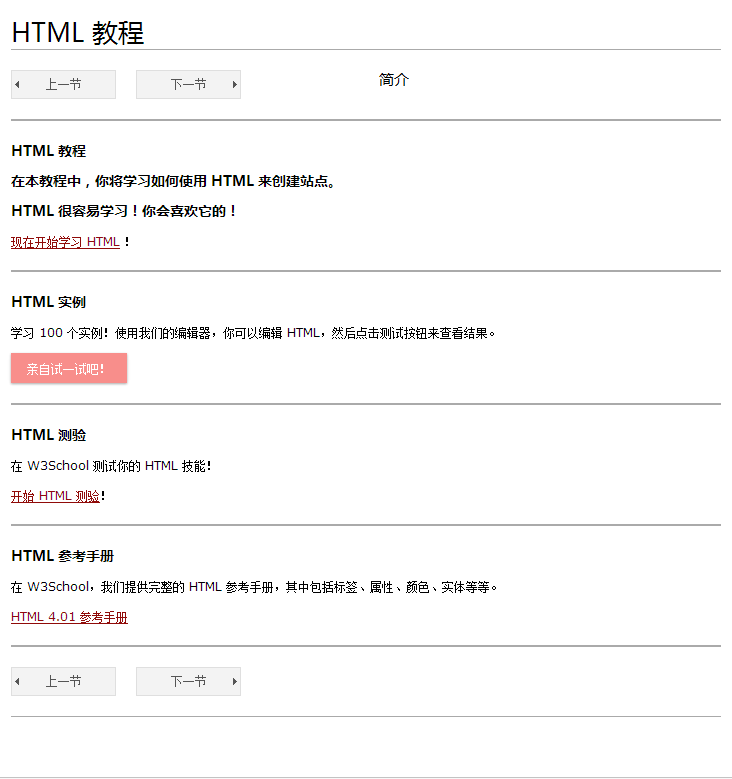 HTML 教程
上一节 下一节 简介
HTML 教程
在本教程中，你将学习如何使用 HTML 来创建站点。
HTML 很容易学习！你会喜欢它的！
现在开始学习 HTML！
HTML 实例
学习 100 个实例！使用我们的编辑器，你可以编辑 HTML，然后点击测试按钮来查看结果。
亲自试一试吧！
HTML 测验
在 W3School 测试你的 HTML 技能！
开始 HTML 测验！
HTML 参考手册
在 W3School，我们提供完整的 HTML 参考手册，其中包括标签、属性、颜色、实体等等。
HTML 4.01 参考手册
上一节 下一节